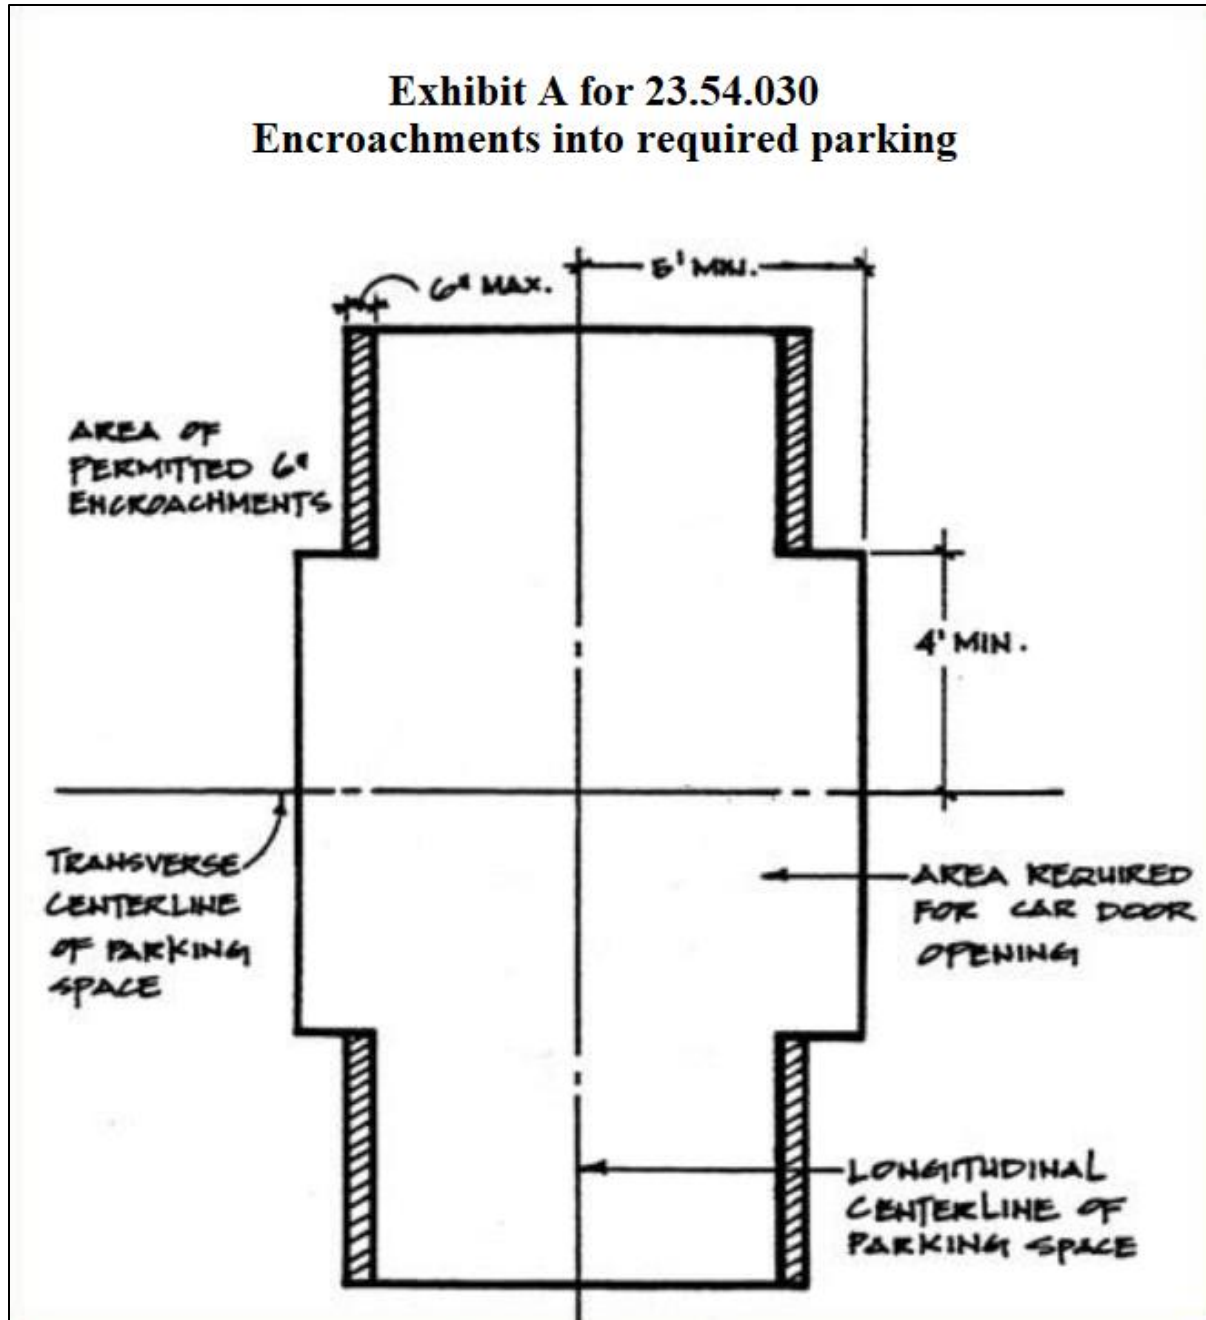 Exhibit A for 23.54.030
Encroachments into required parking
5' MIN.
6" MAX.
AREA OF
PERMITTED 6"
ENCROACHMENTS
4' MIN.
TRANSVERSE
CENTERLINE
OF PARKING
SPACE
AREA REQUIRED
FOR CAR DOOR
OPENING
LONGITUDINAL
CENTERLINE OF
PARKING SPACE